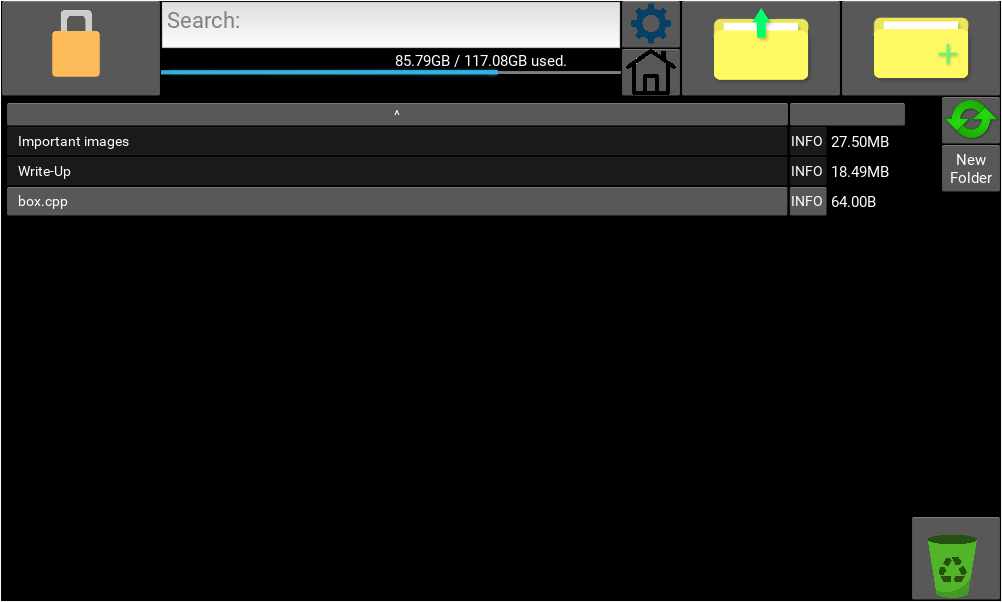 Search:
85.79GB / 117.08GB used.
^
Important images INFO 27.50MB
Write-Up INFO 18.49MB
box.cpp INFO 64.00B
New
Folder